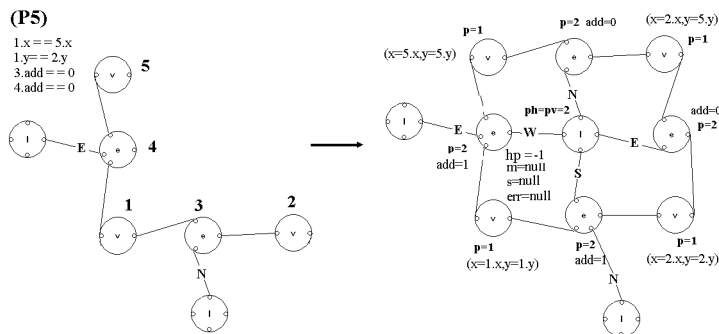 (P5)
1.x==5.x
1.y==2.y
3.add==0
4.add==0
v
5
I
E
e
4
1
3
2
v
e
v
N
I
p=1
p=2 add=0
(x=2.x,y=5.y)
p=1
(x=5.x,y=5.y)
v
e
v
N
ph=pv=2
add=0
p=2
I
E
e
W
I
E
e
p=2
add=1
hp =-1
m=null
s=null
err=null
S
v
e
v
p=1
(x=1.x,y=1.y)
p=2
add=1
p=1
(x=2.x,y=2.y)
N
I